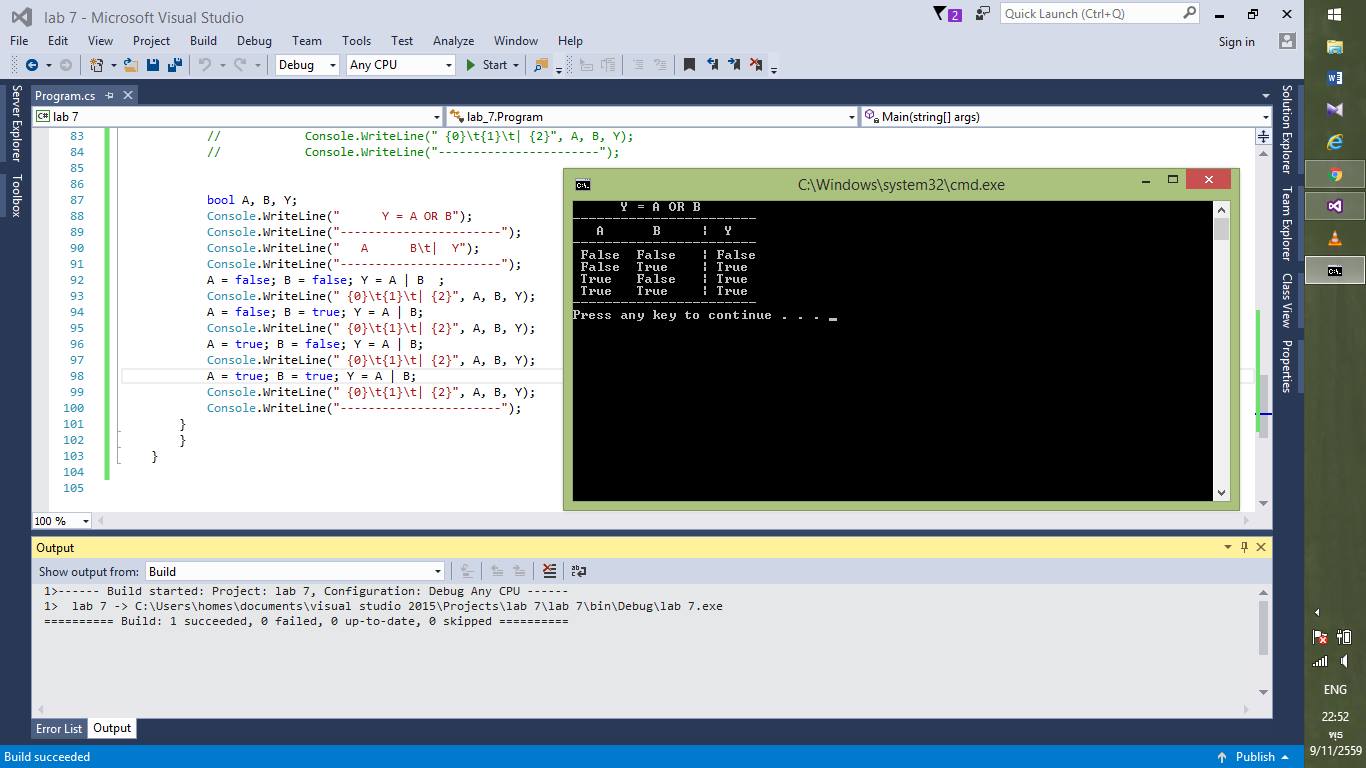 lab 7 - Microsoft Visual Studio
2
Quick Launch (Ctrl+Q)
File Edit View Project Build Debug Team Tools Test Analyze Window Help
Sign in
Debug Any CPU Start
Server Explorer
Toolbox
Program.cs
C# lab 7 lab_7.Program Main(string[] args)
83 // Console.WriteLine(" {0}\t{1}\t| {2}", A, B, Y);
84 // Console.WriteLine("-----------------------");
85
86
87 bool A, B, Y;
88 Console.WriteLine("      Y = A OR B");
89 Console.WriteLine("-----------------------");
90 Console.WriteLine("   A      B\t|  Y");
91 Console.WriteLine("-----------------------");
92 A = false; B = false; Y = A | B  ;
93 Console.WriteLine(" {0}\t{1}\t| {2}", A, B, Y);
94 A = false; B = true; Y = A | B;
95 Console.WriteLine(" {0}\t{1}\t| {2}", A, B, Y);
96 A = true; B = false; Y = A | B;
97 Console.WriteLine(" {0}\t{1}\t| {2}", A, B, Y);
98 A = true; B = true; Y = A | B;
99 Console.WriteLine(" {0}\t{1}\t| {2}", A, B, Y);
100 Console.WriteLine("-----------------------");
101 }
102 }
103 }
104
105
100 %
C:\Windows\system32\cmd.exe
Y = A OR B
-----------------------
A B | Y
-----------------------
False False | False
False True | True
True False | True
True True | True
-----------------------
Press any key to continue . . . _
Solution Explorer
Team Explorer
Class View
Properties
Output
Show output from: Build
1>------ Build started: Project: lab 7, Configuration: Debug Any CPU ------
1>  lab 7 -> C:\Users\homes\documents\visual studio 2015\Projects\lab 7\lab 7\bin\Debug\lab 7.exe
========== Build: 1 succeeded, 0 failed, 0 up-to-date, 0 skipped ==========
Error List Output
Build succeeded
Publish
ENG
22:52
พุธ
9/11/2559